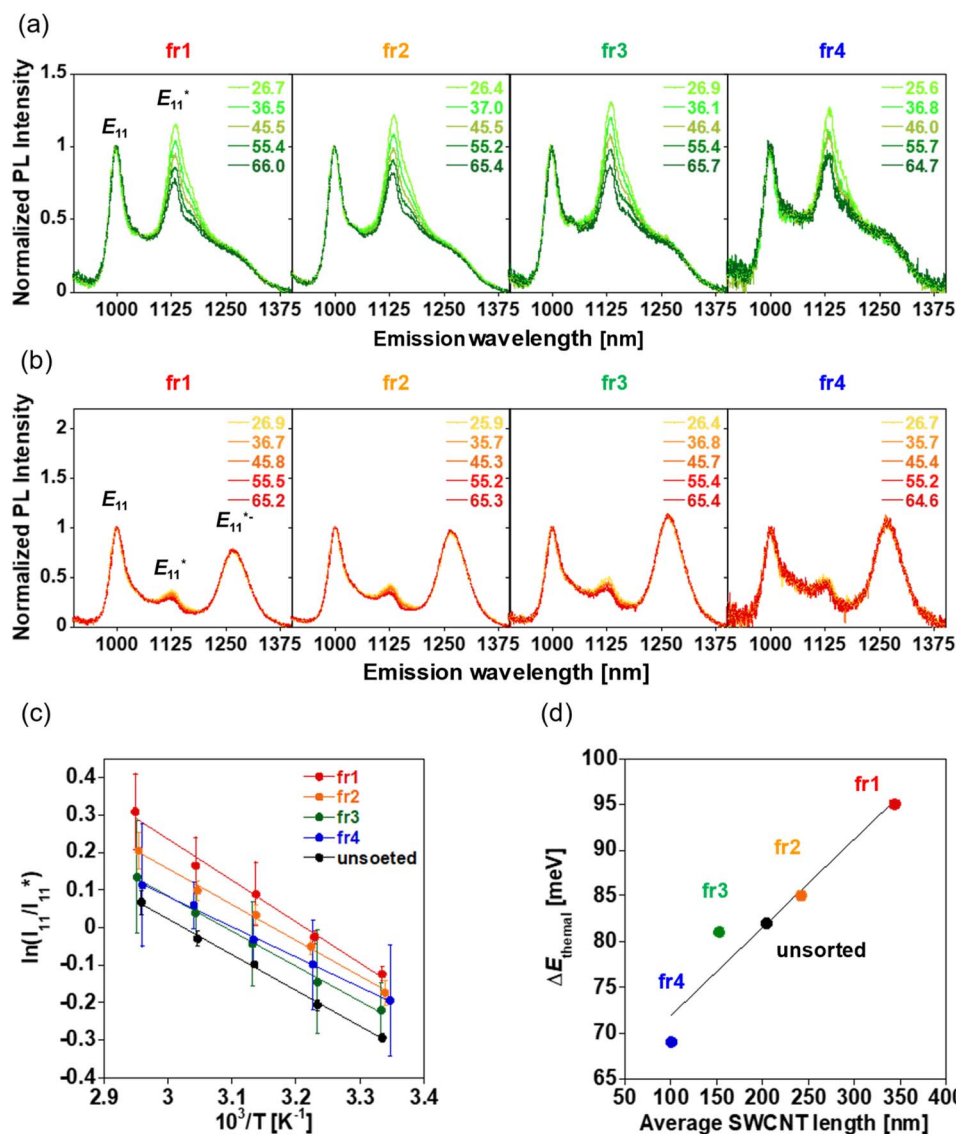 (a)
fr1 fr2 fr3 fr4
Normalized PL Intensity
1.5
1
0.5
0
E11
E11*
26.7
36.5
45.5
55.4
66.0
26.4
37.0
45.5
55.2
65.4
26.9
36.1
46.4
55.4
65.7
25.6
36.8
46.0
55.7
64.7
1000 1125 1250 1375 1000 1125 1250 1375 1000 1125 1250 1375 1000 1125 1250 1375
Emission wavelength [nm]
(b)
fr1 fr2 fr3 fr4
Normalized PL Intensity
2
1.5
1
0.5
0
E11
E11*
E11*-
26.9
36.7
45.8
55.5
65.2
25.9
35.7
45.3
55.2
65.3
26.4
36.8
45.7
55.4
65.4
26.7
35.7
45.4
55.2
64.6
1000 1125 1250 1375 1000 1125 1250 1375 1000 1125 1250 1375 1000 1125 1250 1375
Emission wavelength [nm]
(c)
ln(I11/I11*)
0.4
0.3
0.2
0.1
0
-0.1
-0.2
-0.3
-0.4
fr1
fr2
fr3
fr4
unsoeted
2.9 3 3.1 3.2 3.3 3.4
10³/T [K⁻¹]
(d)
ΔEthemal [meV]
100
95
90
85
80
75
70
65
fr1
fr2
fr3
unsorted
fr4
50 100 150 200 250 300 350 400
Average SWCNT length [nm]